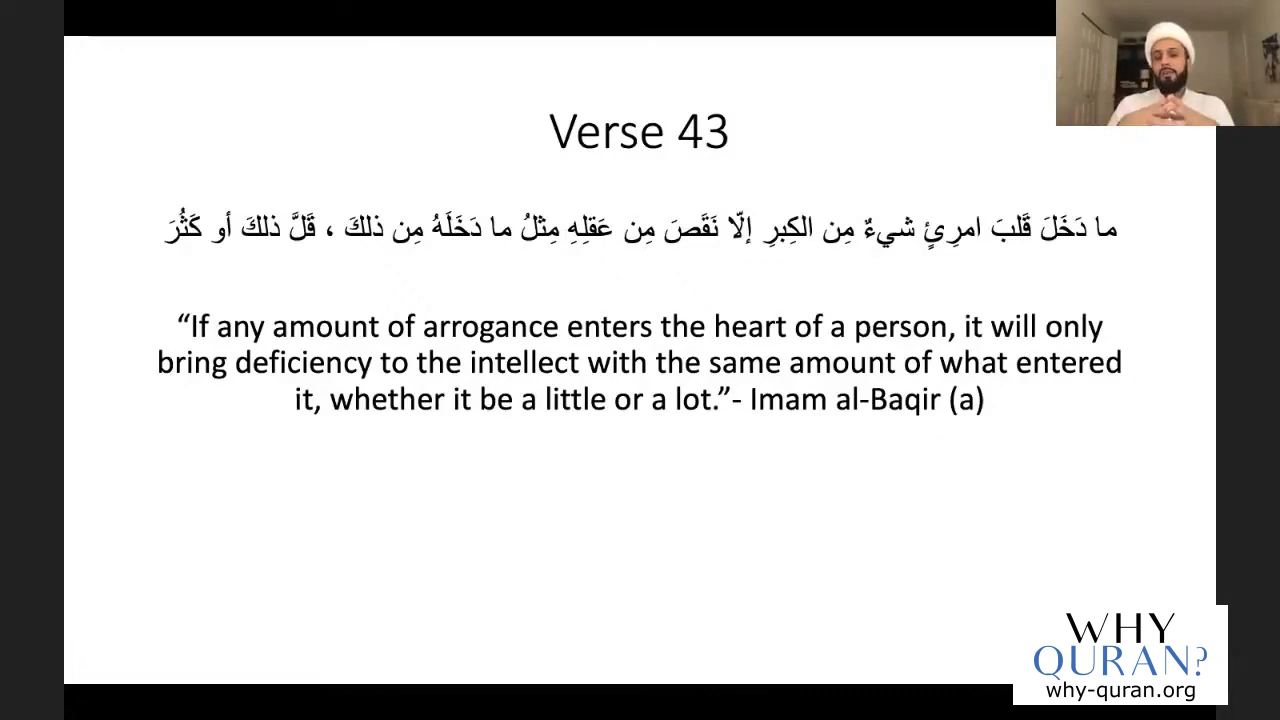 Verse 43
ما دَخَلَ قَلبَ امرِئٍ شيءٌ مِن الكِبرِ إلّا نَقَصَ مِن عَقلِهِ مِثلُ ما دَخَلَهُ مِن ذلكَ ، قَلَّ ذلكَ أو كَثُرَ
“If any amount of arrogance enters the heart of a person, it will only
bring deficiency to the intellect with the same amount of what entered
it, whether it be a little or a lot.”- Imam al-Baqir (a)
WHY
QURAN?
why-quran.org